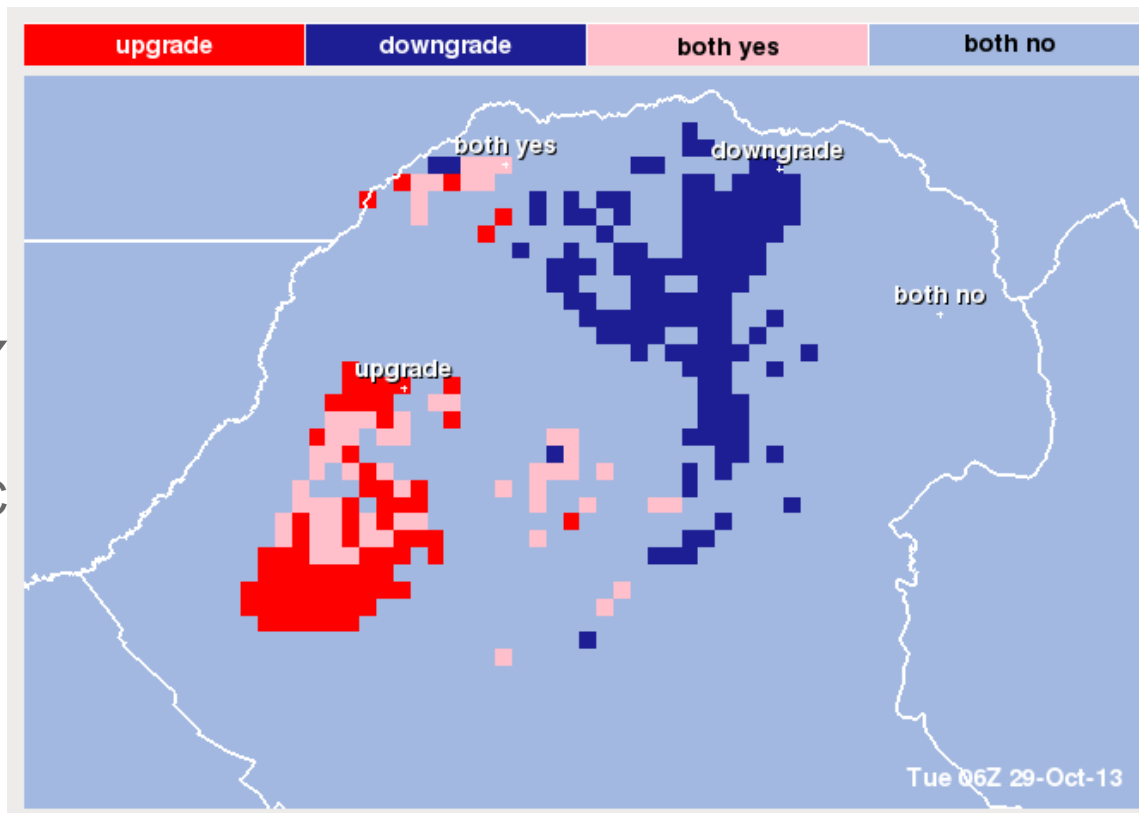 upgrade downgrade both yes both no
both yes
downgrade
both no
upgrade
Tue 06Z 29-Oct-13